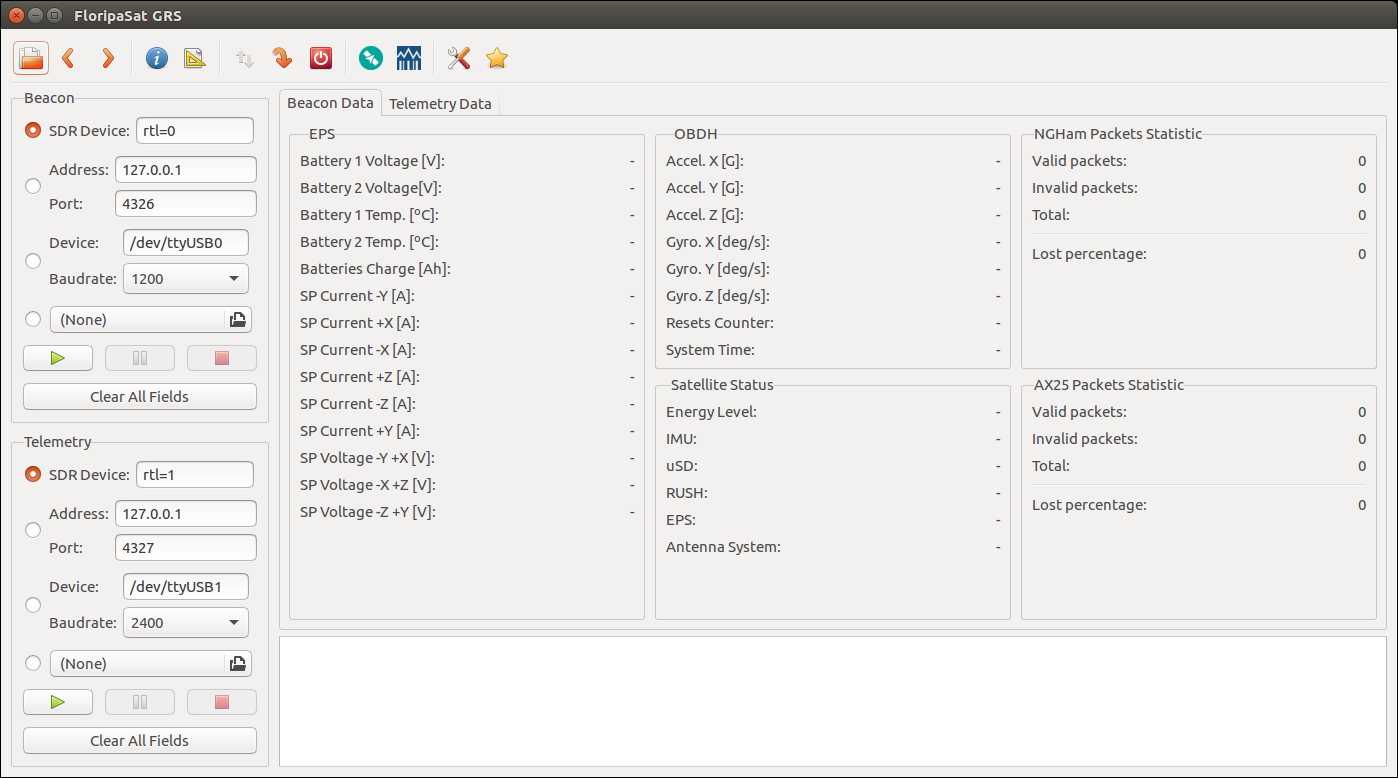 FloripaSat GRS
Beacon
SDR Device: rtl=0
Address: 127.0.0.1
Port: 4326
Device: /dev/ttyUSB0
Baudrate: 1200
(None)
Clear All Fields
Telemetry
SDR Device: rtl=1
Address: 127.0.0.1
Port: 4327
Device: /dev/ttyUSB1
Baudrate: 2400
(None)
Clear All Fields
Beacon Data Telemetry Data
EPS
Battery 1 Voltage [V]: -
Battery 2 Voltage[V]: -
Battery 1 Temp. [ºC]: -
Battery 2 Temp. [ºC]: -
Batteries Charge [Ah]: -
SP Current -Y [A]: -
SP Current +X [A]: -
SP Current -X [A]: -
SP Current +Z [A]: -
SP Current -Z [A]: -
SP Current +Y [A]: -
SP Voltage -Y +X [V]: -
SP Voltage -X +Z [V]: -
SP Voltage -Z +Y [V]: -
OBDH
Accel. X [G]: -
Accel. Y [G]: -
Accel. Z [G]: -
Gyro. X [deg/s]: -
Gyro. Y [deg/s]: -
Gyro. Z [deg/s]: -
Resets Counter: -
System Time: -
Satellite Status
Energy Level: -
IMU: -
uSD: -
RUSH: -
EPS: -
Antenna System: -
NGHam Packets Statistic
Valid packets: 0
Invalid packets: 0
Total: 0
Lost percentage: 0
AX25 Packets Statistic
Valid packets: 0
Invalid packets: 0
Total: 0
Lost percentage: 0